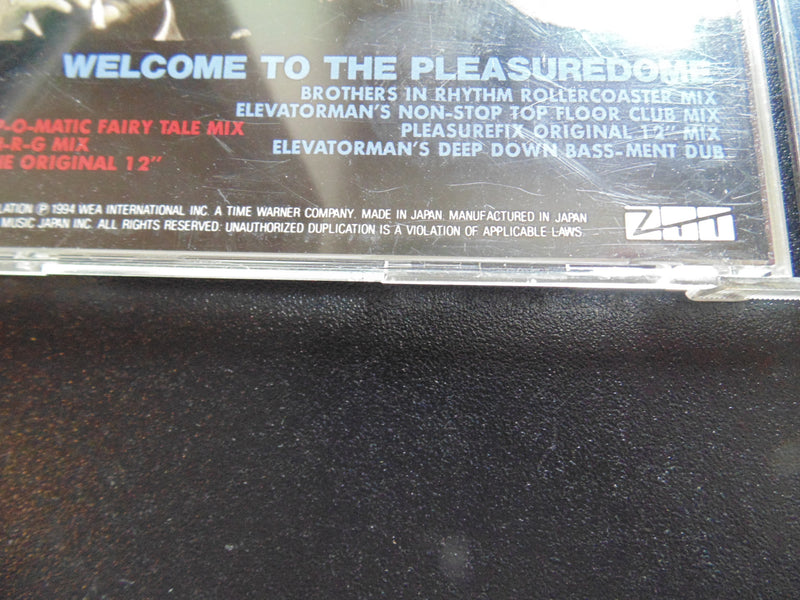 WELCOME TO THE PLEASUREDOME
BROTHERS IN RHYTHM ROLLERCOASTER MIX
ELEVATORMAN'S NON-STOP TOP FLOOR CLUB MIX
PLEASUREFIX ORIGINAL 12" MIX
ELEVATORMAN'S DEEP DOWN BASS-MENT DUB
P-O-MATIC FAIRY TALE MIX
-R-G MIX
HE ORIGINAL 12"
LATION ℗ 1994 WEA INTERNATIONAL INC. A TIME WARNER COMPANY. MADE IN JAPAN. MANUFACTURED IN JAPAN
MUSIC JAPAN INC. ALL RIGHTS RESERVED. UNAUTHORIZED DUPLICATION IS A VIOLATION OF APPLICABLE LAWS.
ZTT